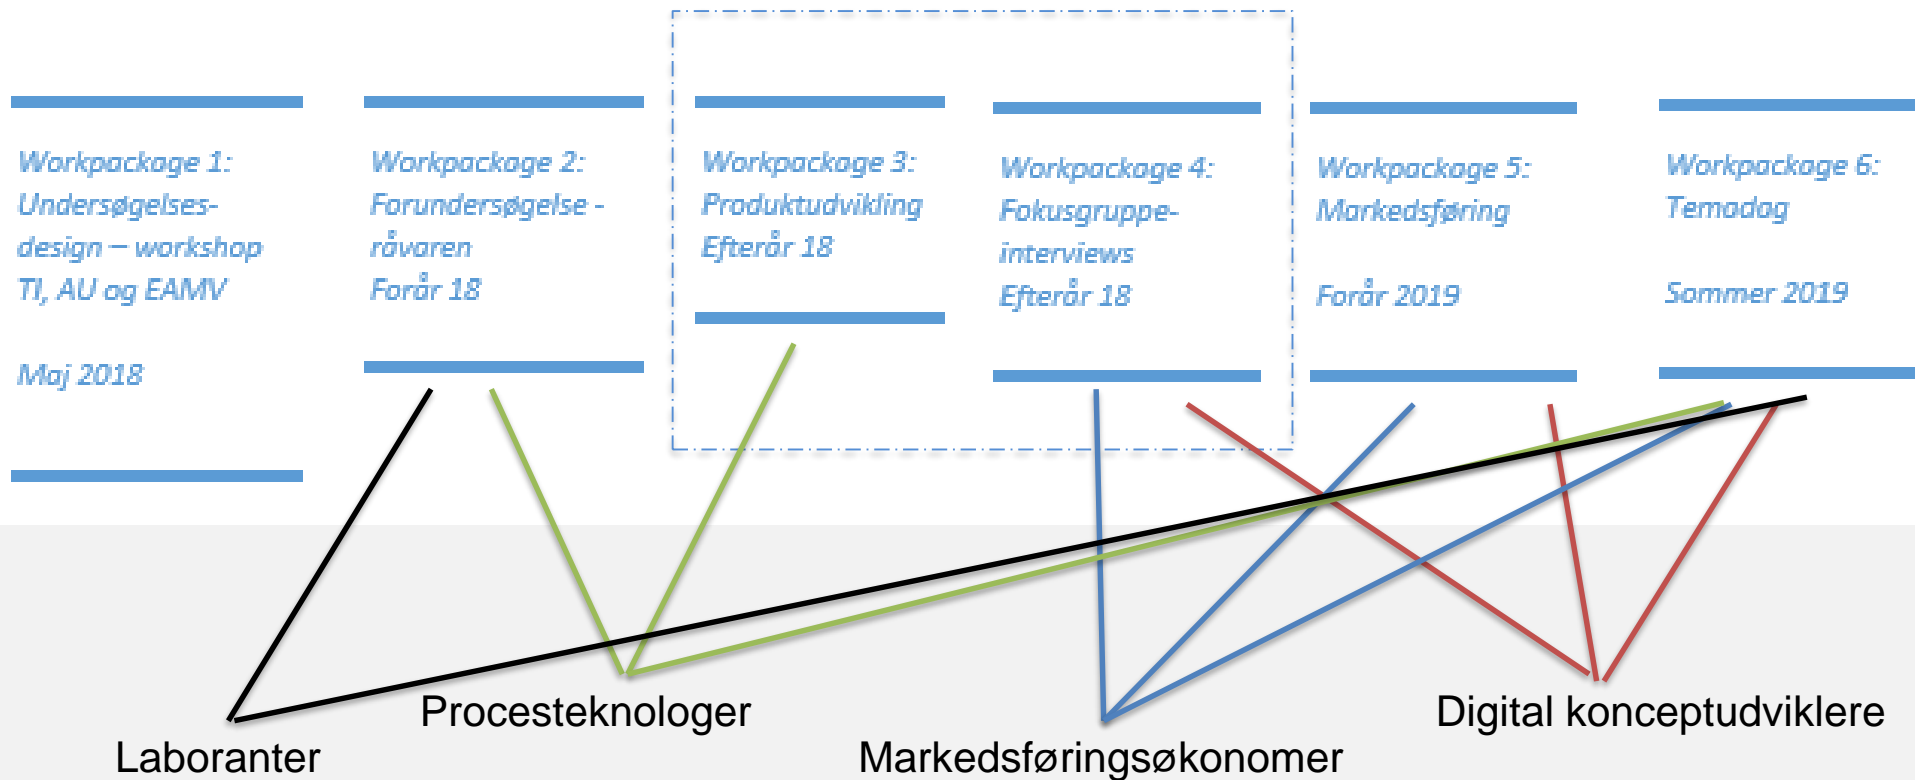 Workpackage 1:
Undersøgelses-
design – workshop
TI, AU og EAMV
Maj 2018
Workpackage 2:
Forundersøgelse -
råvaren
Forår 18
Workpackage 3:
Produktudvikling
Efterår 18
Workpackage 4:
Fokusgruppe-
interviews
Efterår 18
Workpackage 5:
Markedsføring
Forår 2019
Workpackage 6:
Temadag
Sommer 2019
Laboranter
Procesteknologer
Markedsføringsøkonomer
Digital konceptudviklere